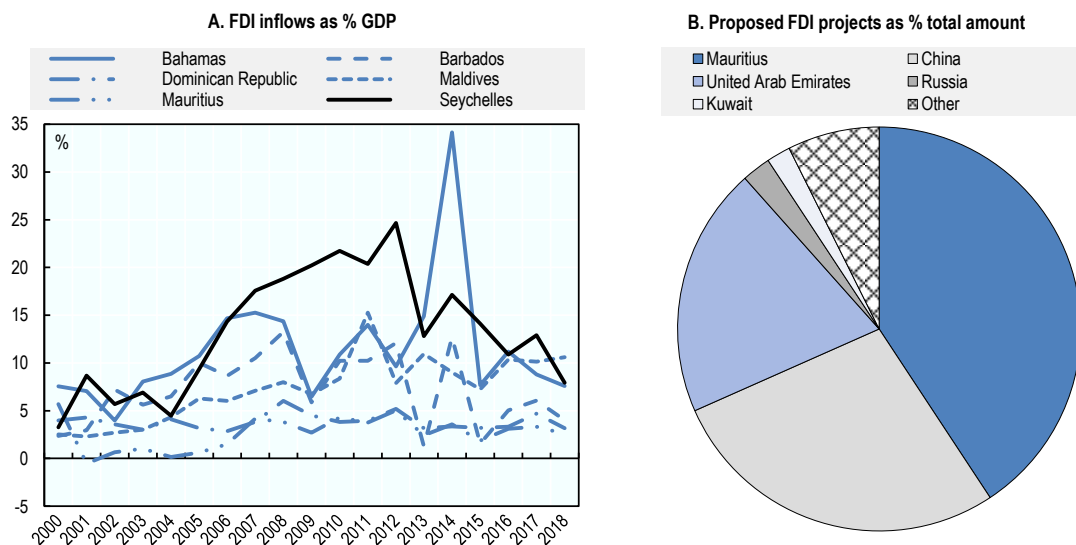 A. FDI inflows as % GDP
Bahamas Barbados
Dominican Republic Maldives
Mauritius Seychelles
%
35
30
25
20
15
10
5
0
-5
2000 2001 2002 2003 2004 2005 2006 2007 2008 2009 2010 2011 2012 2013 2014 2015 2016 2017 2018
B. Proposed FDI projects as % total amount
Mauritius China
United Arab Emirates Russia
Kuwait Other